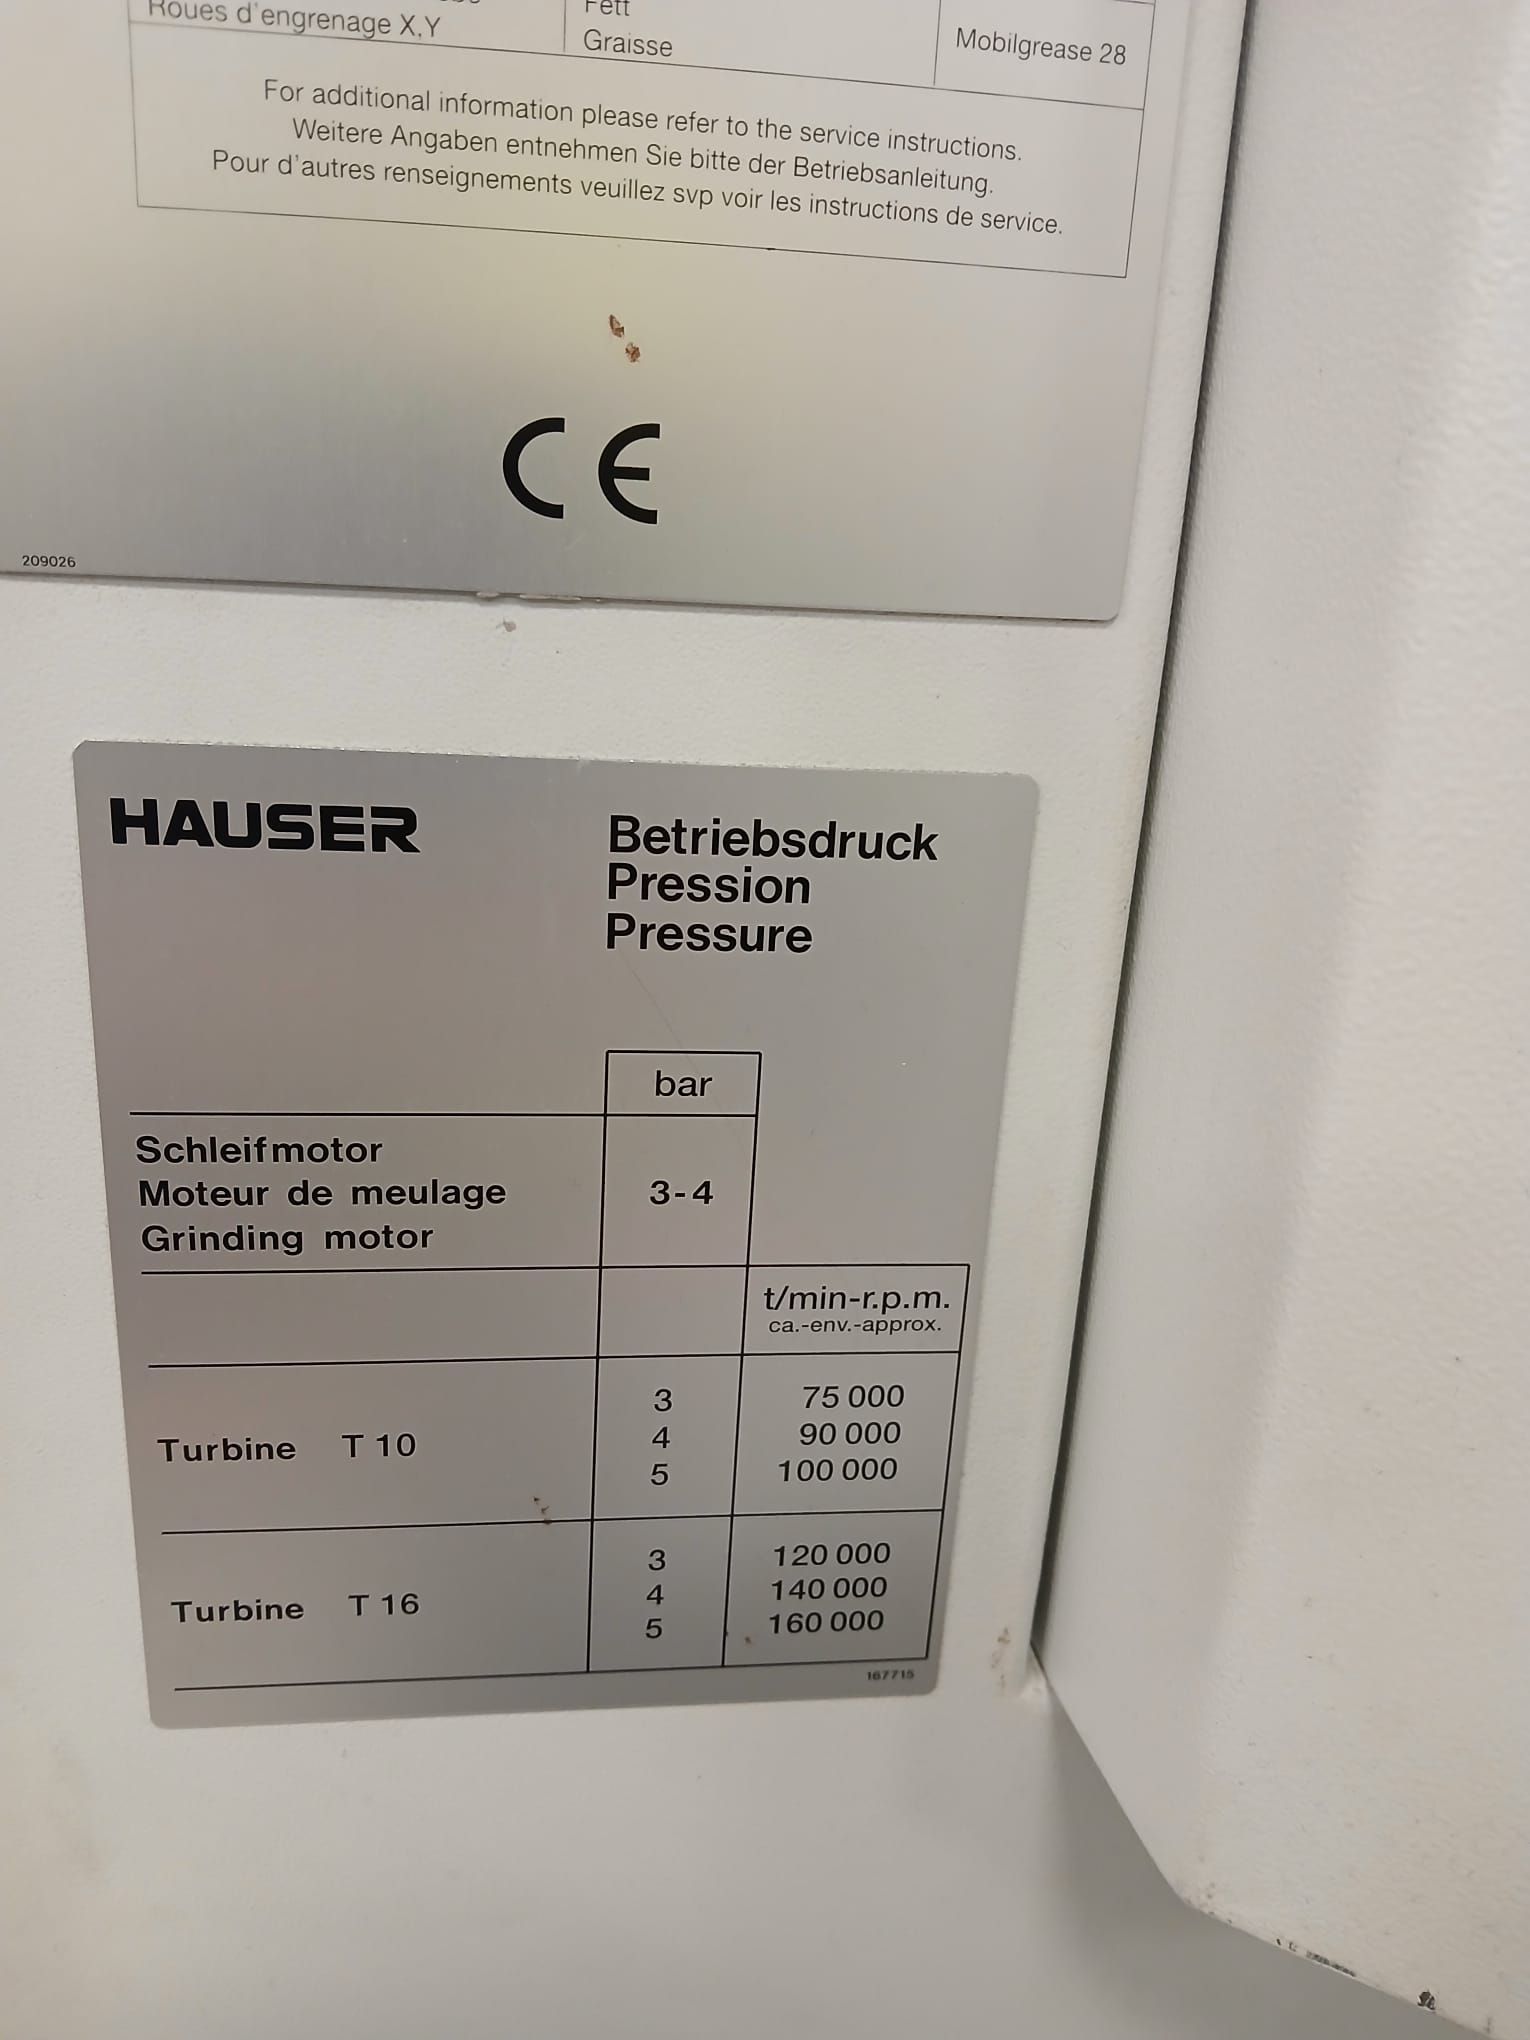 Roues d'engrenage X,Y
Fett
Graisse
Mobilgrease 28
For additional information please refer to the service instructions.
Weitere Angaben entnehmen Sie bitte der Betriebsanleitung.
Pour d'autres renseignements veuillez svp voir les instructions de service.
CE
209026
HAUSER
Betriebsdruck
Pression
Pressure
bar
Schleifmotor
Moteur de meulage
Grinding motor
3-4
t/min-r.p.m.
ca.-env.-approx.
Turbine T 10
3 75 000
4 90 000
5 100 000
Turbine T 16
3 120 000
4 140 000
5 160 000
167715